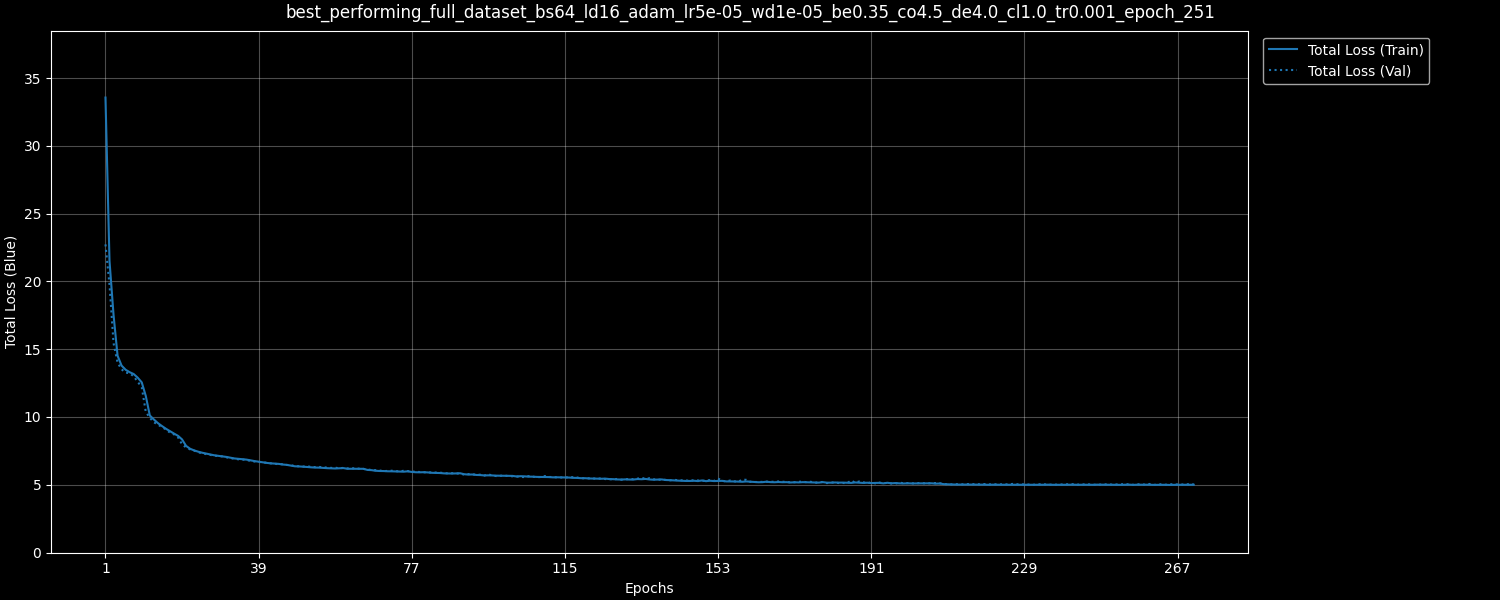 best_performing_full_dataset_bs64_ld16_adam_lr5e-05_wd1e-05_be0.35_co4.5_de4.0_cl1.0_tr0.001_epoch_251
Total Loss (Train)
Total Loss (Val)
Total Loss (Blue)
35
30
25
20
15
10
5
0
1 39 77 115 153 191 229 267
Epochs